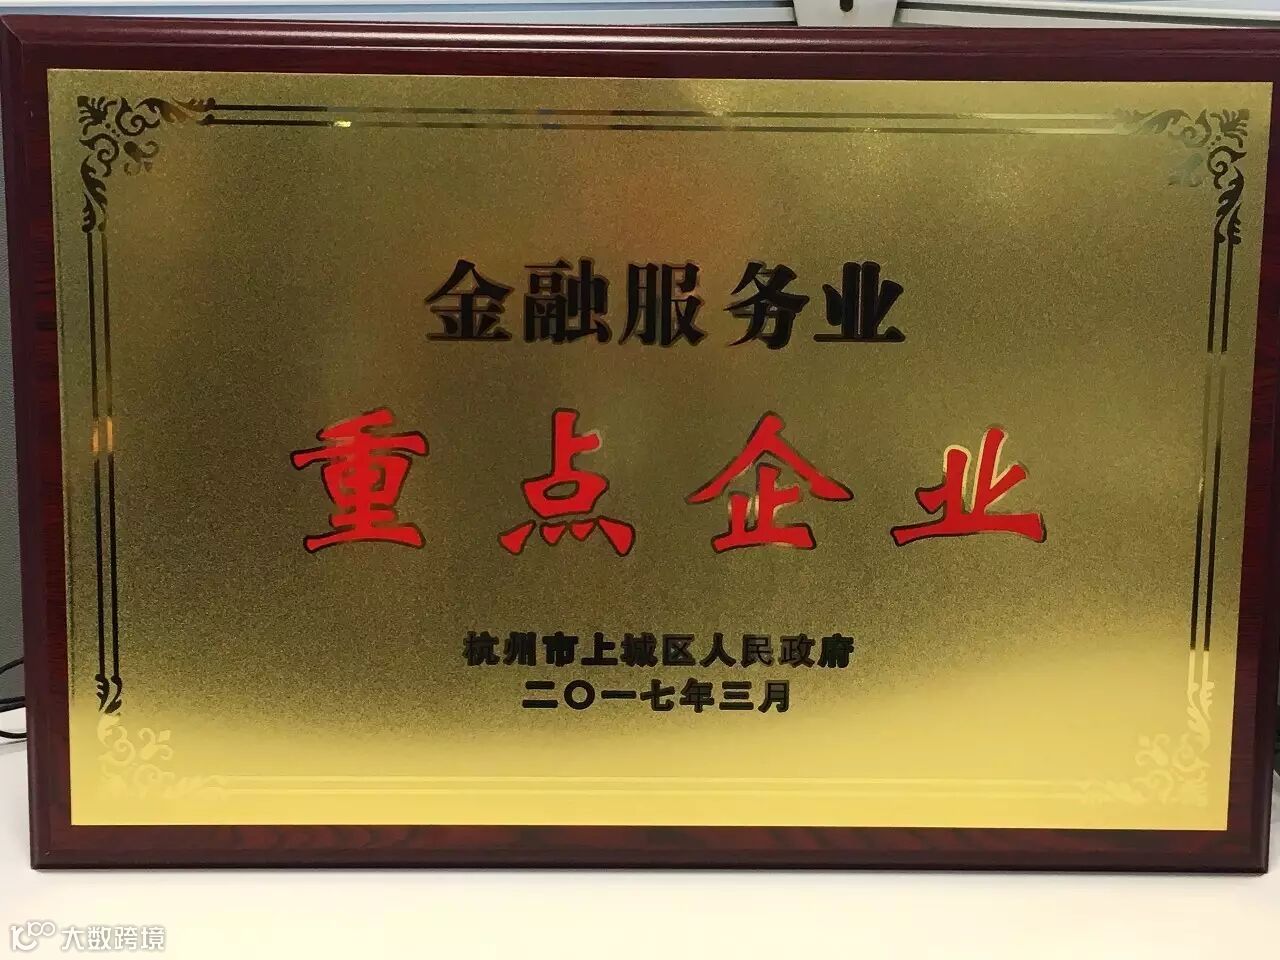 金融服务业
重点企业
杭州市上城区人民政府
二〇一七年三月
大数跨境